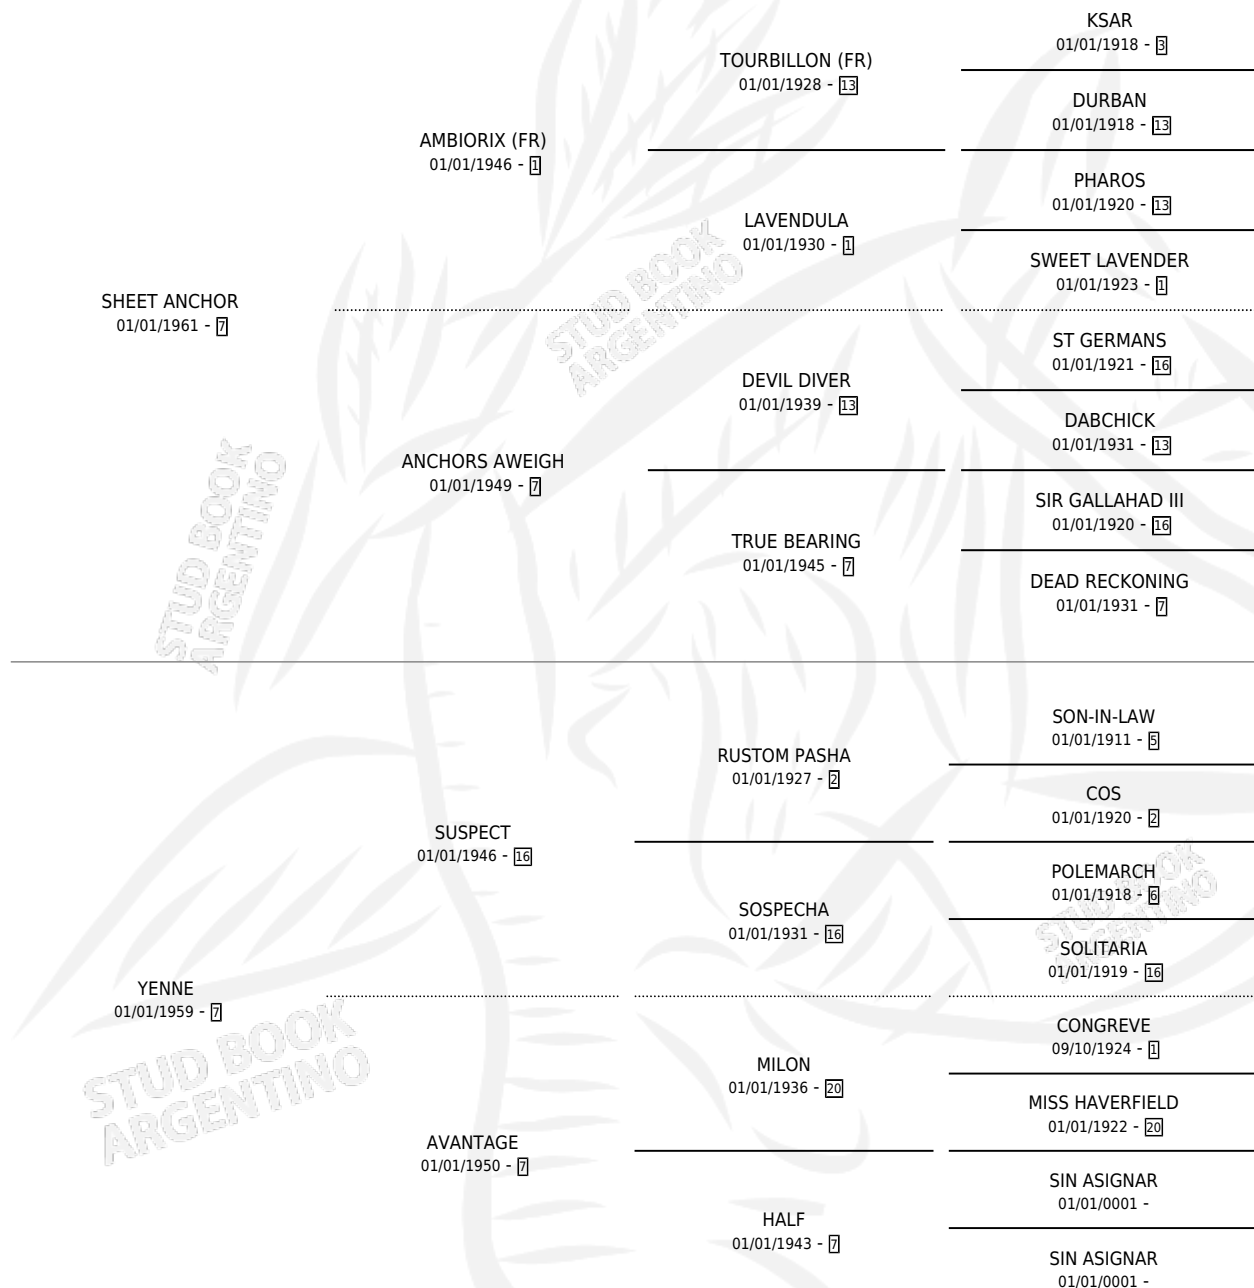 KSAR
01/01/1918 - 3
TOURBILLON (FR)
01/01/1928 - 13
DURBAN
01/01/1918 - 13
AMBIORIX (FR)
01/01/1946 - 1
PHAROS
01/01/1920 - 13
LAVENDULA
01/01/1930 - 1
SWEET LAVENDER
01/01/1923 - 1
SHEET ANCHOR
01/01/1961 - 7
ST GERMANS
01/01/1921 - 16
DEVIL DIVER
01/01/1939 - 13
DABCHICK
01/01/1931 - 13
ANCHORS AWEIGH
01/01/1949 - 7
SIR GALLAHAD III
01/01/1920 - 16
TRUE BEARING
01/01/1945 - 7
DEAD RECKONING
01/01/1931 - 7
SON-IN-LAW
01/01/1911 - 5
RUSTOM PASHA
01/01/1927 - 2
COS
01/01/1920 - 2
SUSPECT
01/01/1946 - 16
POLEMARCH
01/01/1918 - 6
SOSPECHA
01/01/1931 - 16
SOLITARIA
01/01/1919 - 16
YENNE
01/01/1959 - 7
CONGREVE
09/10/1924 - 1
MILON
01/01/1936 - 20
MISS HAVERFIELD
01/01/1922 - 20
AVANTAGE
01/01/1950 - 7
SIN ASIGNAR
01/01/0001 -
HALF
01/01/1943 - 7
SIN ASIGNAR
01/01/0001 -
STUD BOOK
ARGENTINO
STUD BOOK
ARGENTINO
STUD BOOK
ARGENTINO
STUD BOOK
ARGENTINO